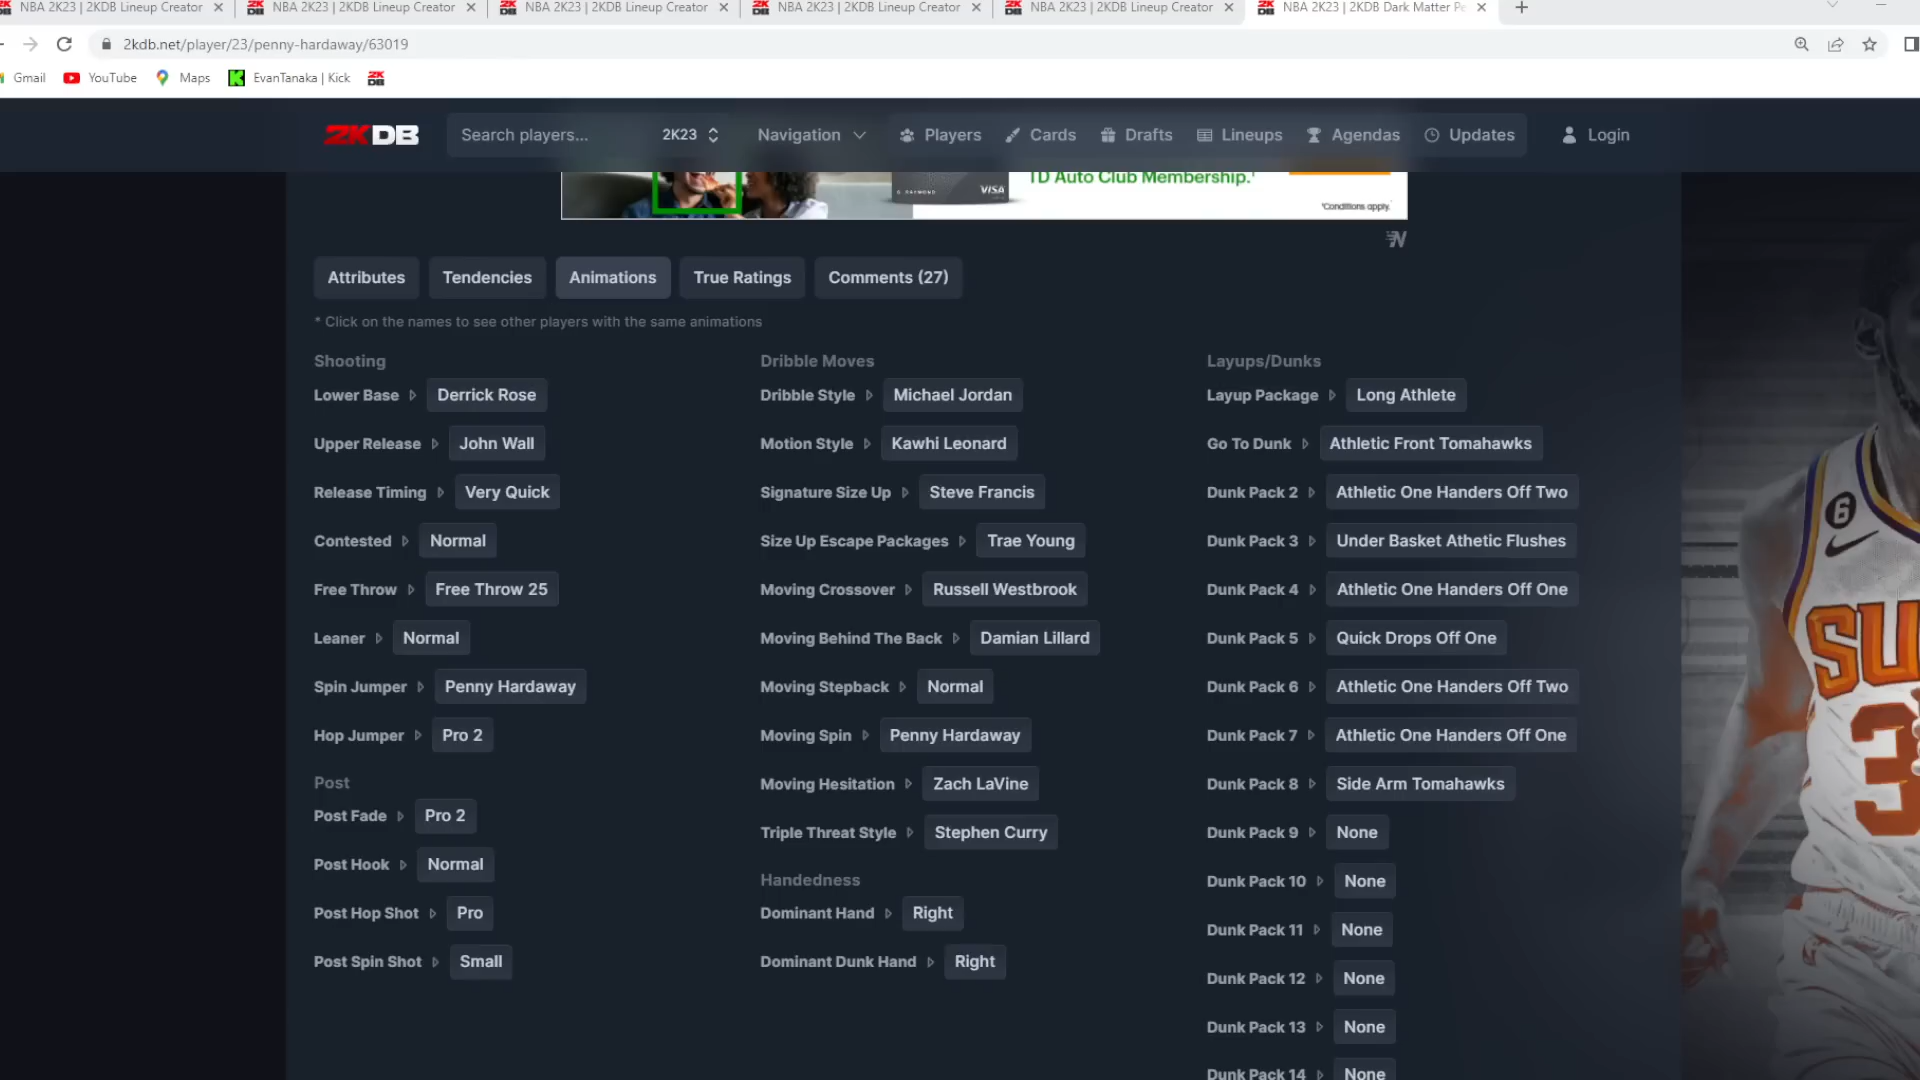 NBA 2K23 | 2KDB Lineup Creator
NBA 2K23 | 2KDB Lineup Creator
NBA 2K23 | 2KDB Lineup Creator
NBA 2K23 | 2KDB Lineup Creator
NBA 2K23 | 2KDB Lineup Creator
NBA 2K23 | 2KDB Dark Matter Pe
2kdb.net/player/23/penny-hardaway/63019
Gmail
YouTube
Maps
EvanTanaka | Kick
2KDB
Search players...
2K23
Navigation
Players
Cards
Drafts
Lineups
Agendas
Updates
Login
TD Auto Club Membership.¹
VISA
¹Conditions apply.
Attributes
Tendencies
Animations
True Ratings
Comments (27)
* Click on the names to see other players with the same animations
Shooting
Lower Base Derrick Rose
Upper Release John Wall
Release Timing Very Quick
Contested Normal
Free Throw Free Throw 25
Leaner Normal
Spin Jumper Penny Hardaway
Hop Jumper Pro 2
Post
Post Fade Pro 2
Post Hook Normal
Post Hop Shot Pro
Post Spin Shot Small
Dribble Moves
Dribble Style Michael Jordan
Motion Style Kawhi Leonard
Signature Size Up Steve Francis
Size Up Escape Packages Trae Young
Moving Crossover Russell Westbrook
Moving Behind The Back Damian Lillard
Moving Stepback Normal
Moving Spin Penny Hardaway
Moving Hesitation Zach LaVine
Triple Threat Style Stephen Curry
Handedness
Dominant Hand Right
Dominant Dunk Hand Right
Layups/Dunks
Layup Package Long Athlete
Go To Dunk Athletic Front Tomahawks
Dunk Pack 2 Athletic One Handers Off Two
Dunk Pack 3 Under Basket Athetic Flushes
Dunk Pack 4 Athletic One Handers Off One
Dunk Pack 5 Quick Drops Off One
Dunk Pack 6 Athletic One Handers Off Two
Dunk Pack 7 Athletic One Handers Off One
Dunk Pack 8 Side Arm Tomahawks
Dunk Pack 9 None
Dunk Pack 10 None
Dunk Pack 11 None
Dunk Pack 12 None
Dunk Pack 13 None
Dunk Pack 14 None
6
SU
3